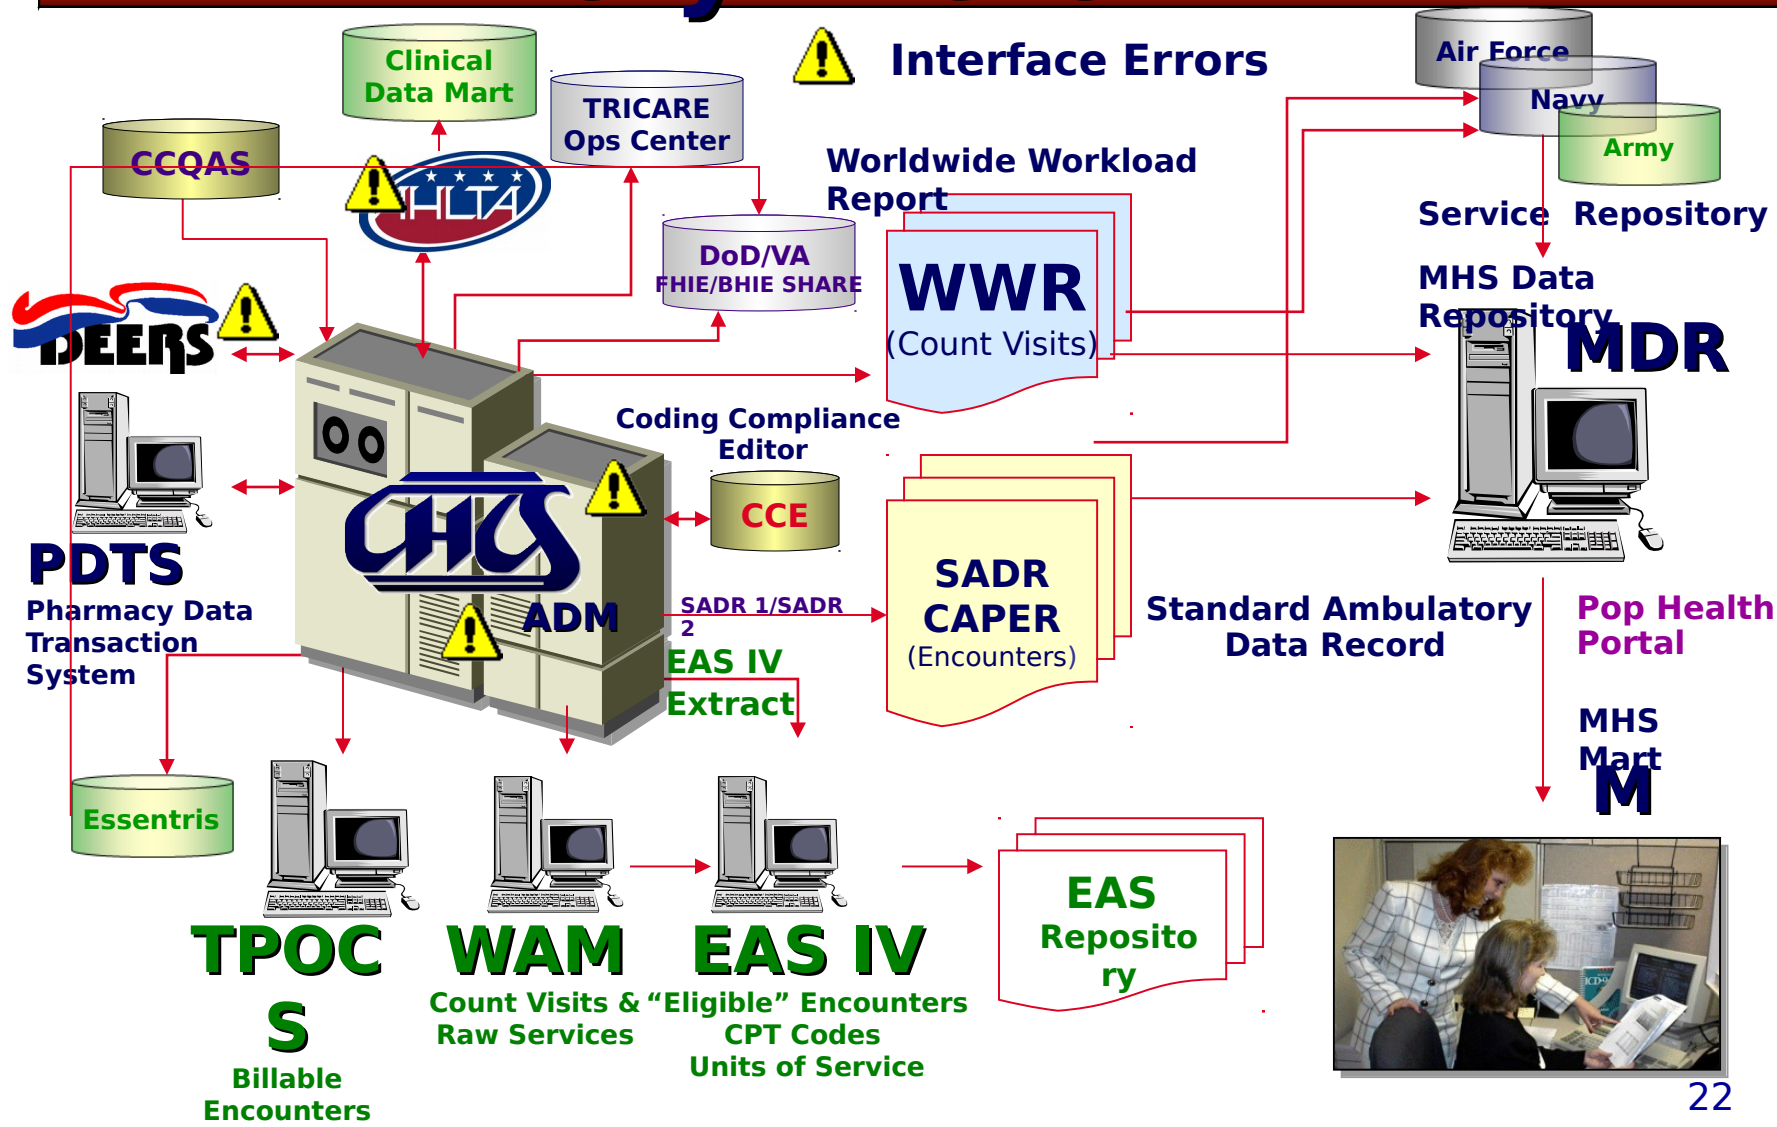 Interface Errors
Clinical
Data Mart
TRICARE
Ops Center
Air Force
Navy
Army
CCQAS
AHLTA
Worldwide Workload
Report
Service Repository
DoD/VA
FHIE/BHIE SHARE
WWR
(Count Visits)
MHS Data
Repository
MDR
DEERS
Coding Compliance
Editor
CCE
CHCS
ADM
PDTS
Pharmacy Data
Transaction
System
SADR 1/SADR
2
EAS IV
Extract
SADR
CAPER
(Encounters)
Standard Ambulatory
Data Record
Pop Health
Portal
MHS
Mart
M
Essentris
TPOC
S
Billable
Encounters
WAM
Count Visits &
Raw Services
EAS IV
“Eligible” Encounters
CPT Codes
Units of Service
EAS
Reposito
ry
22